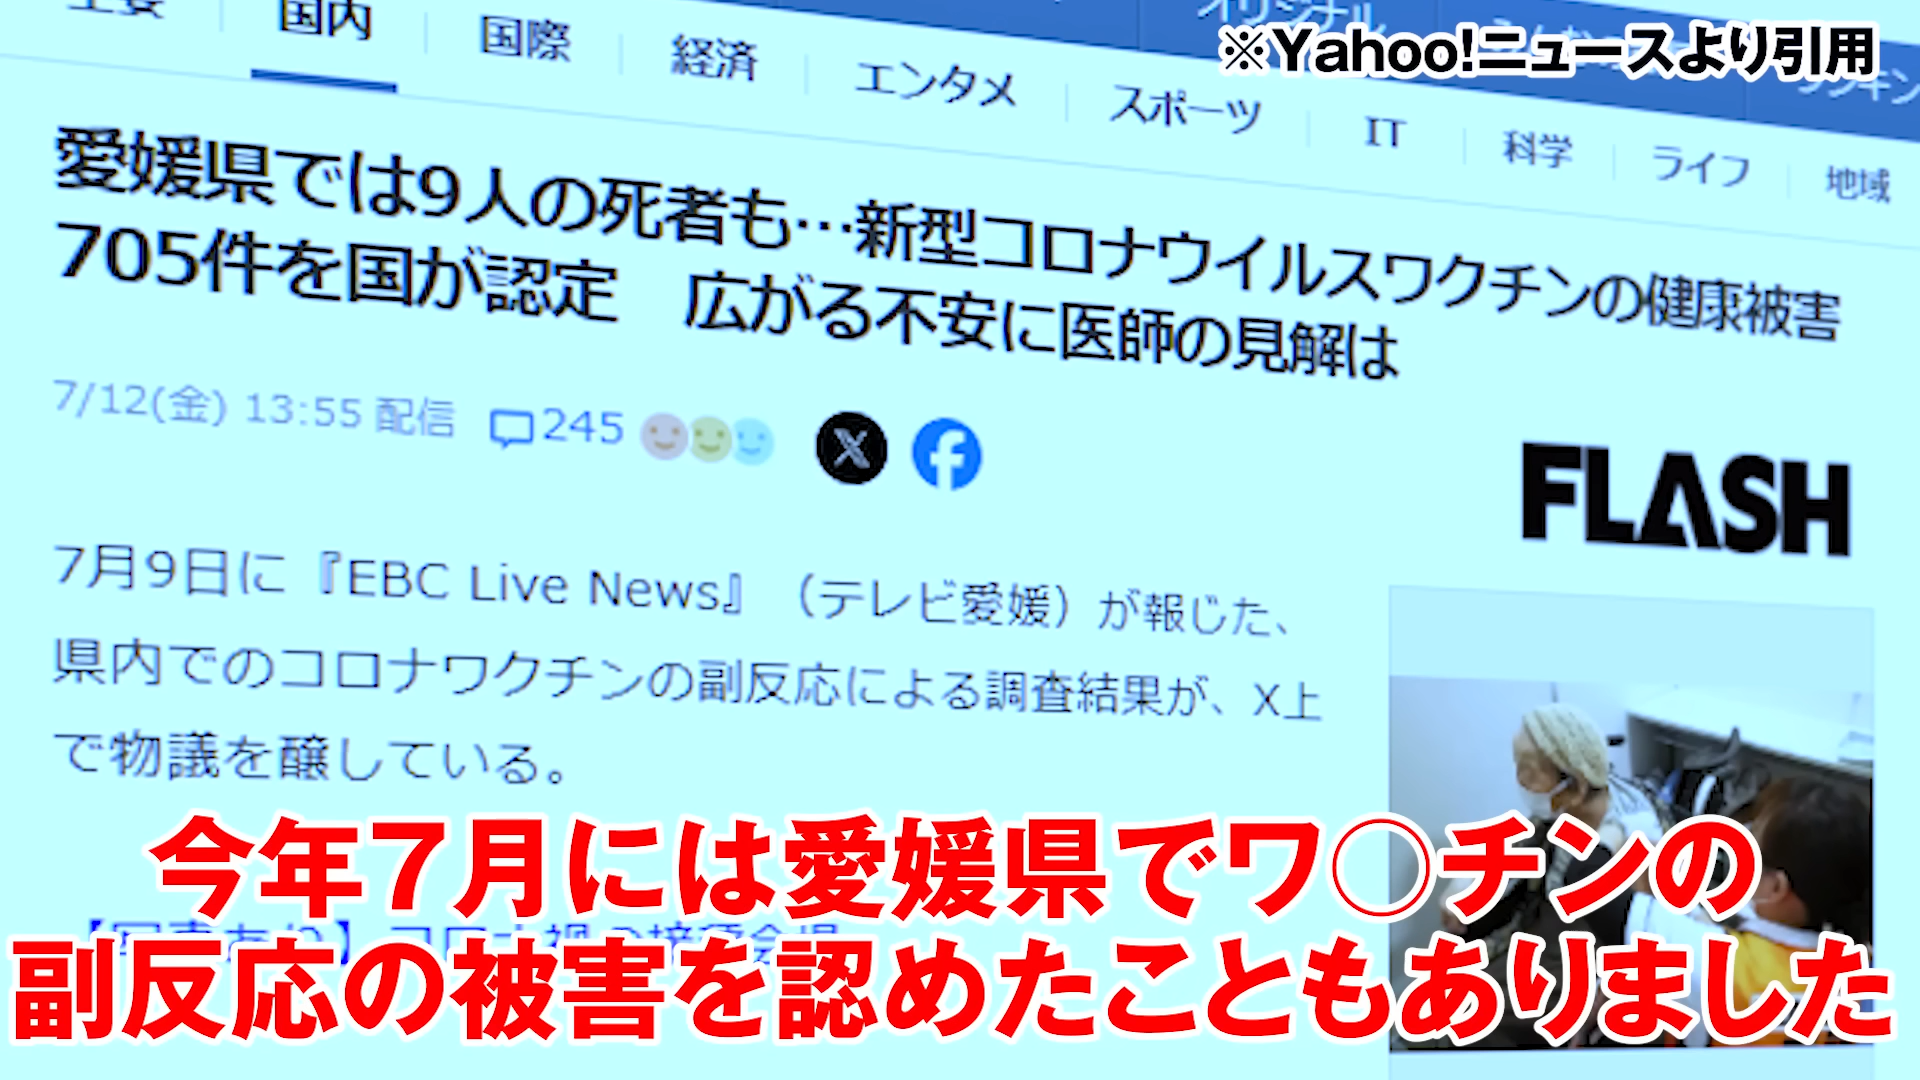 主要
国内
国際
経済
エンタメ
スポーツ
IT
科学
ライフ
地域
オリジナル
※Yahoo!ニュースより引用
愛媛県では9人の死者も…新型コロナウイルスワクチンの健康被害
705件を国が認定　広がる不安に医師の見解は
7/12(金) 13:55 配信
245
FLASH
7月9日に『EBC Live News』（テレビ愛媛）が報じた、
県内でのコロナワクチンの副反応による調査結果が、X上
で物議を醸している。
今年7月には愛媛県でワ◯チンの
副反応の被害を認めたこともありました